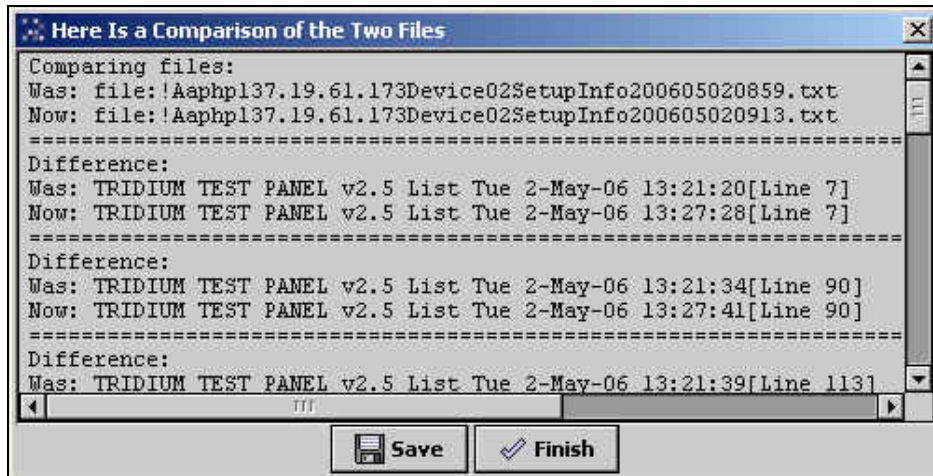 Here Is a Comparison of the Two Files
Comparing files:
Was: file:!Aaphp137.19.61.173Device02SetupInfo200605020859.txt
Now: file:!Aaphp137.19.61.173Device02SetupInfo200605020913.txt
================================================================
Difference:
Was: TRIDIUM TEST PANEL v2.5 List Tue 2-May-06 13:21:20[Line 7]
Now: TRIDIUM TEST PANEL v2.5 List Tue 2-May-06 13:27:28[Line 7]
================================================================
Difference:
Was: TRIDIUM TEST PANEL v2.5 List Tue 2-May-06 13:21:34[Line 90]
Now: TRIDIUM TEST PANEL v2.5 List Tue 2-May-06 13:27:41[Line 90]
================================================================
Difference:
Was: TRIDIUM TEST PANEL v2.5 List Tue 2-May-06 13:21:39[Line 113]
Save
Finish